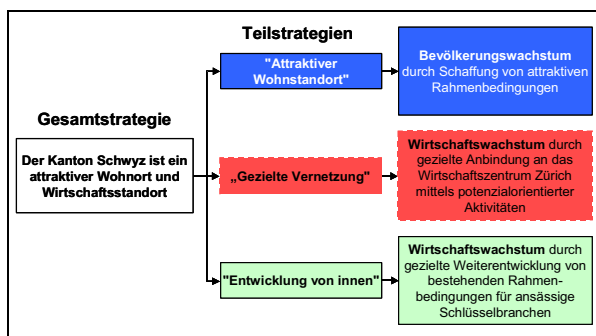 Teilstrategien
"Attraktiver
Wohnstandort"
Bevölkerungswachstum
durch Schaffung von attraktiven
Rahmenbedingungen
Gesamtstrategie
Der Kanton Schwyz ist ein
attraktiver Wohnort und
Wirtschaftsstandort
„Gezielte Vernetzung"
Wirtschaftswachstum durch
gezielte Anbindung an das
Wirtschaftszentrum Zürich
mittels potenzialorientierter
Aktivitäten
"Entwicklung von innen"
Wirtschaftswachstum durch
gezielte Weiterentwicklung von
bestehenden Rahmen-
bedingungen für ansässige
Schlüsselbranchen